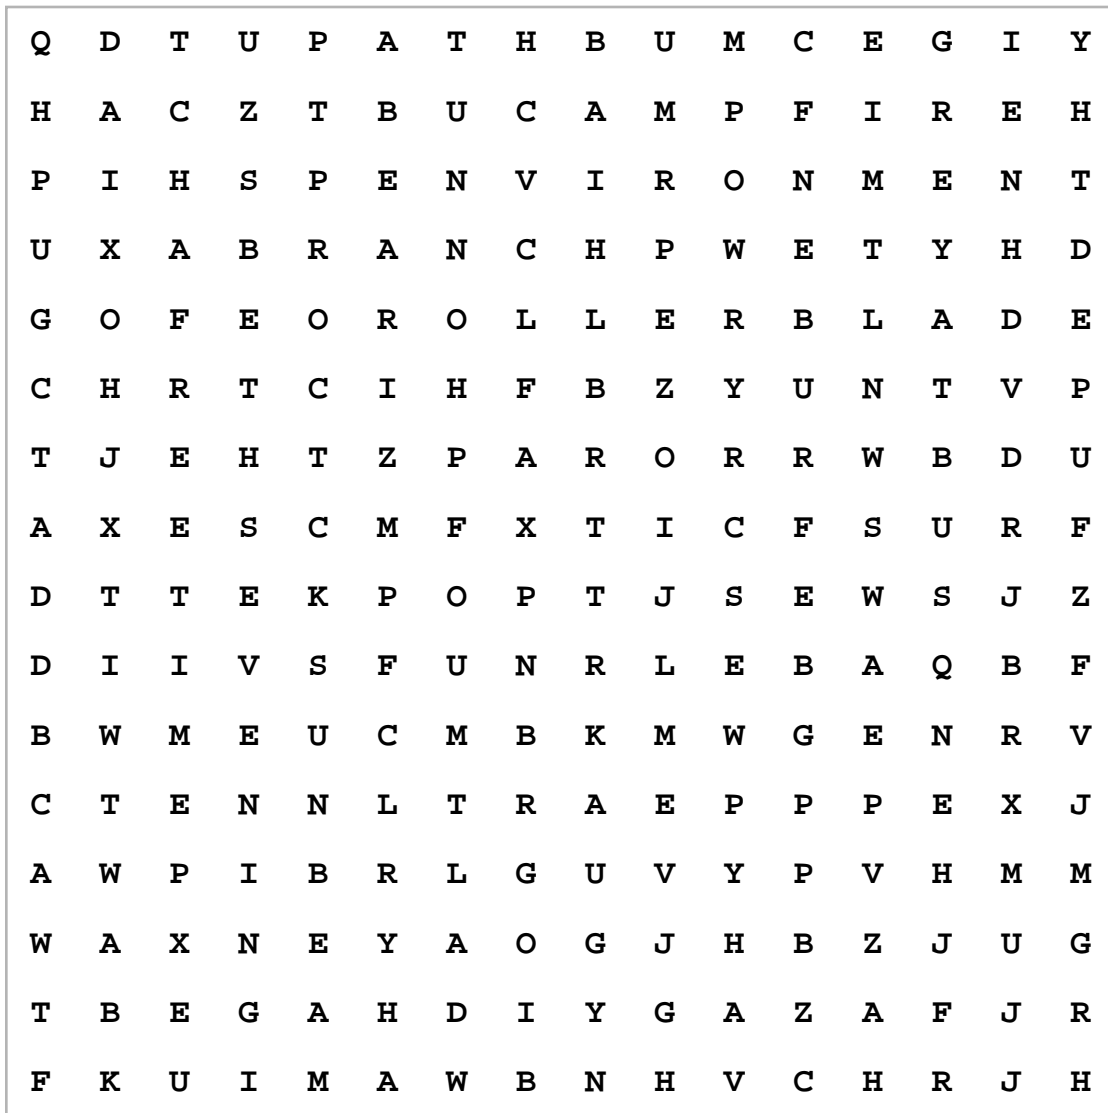 Q D T U P A T H B U M C E G I Y
H A C Z T B U C A M P F I R E H
P I H S P E N V I R O N M E N T
U X A B R A N C H P W E T Y H D
G O F E O R O L L E R B L A D E
C H R T C I H F B Z Y U N T V P
T J E H T Z P A R O R R W B D U
A X E S C M F X T I C F S U R F
D T T E K P O P T J S E W S J Z
D I I V S F U N R L E B A Q B F
B W M E U C M B K M W G E N R V
C T E N N L T R A E P P P E X J
A W P I B R L G U V Y P V H M M
W A X N E Y A O G J H B Z J U G
T B E G A H D I Y G A Z A F J R
F K U I M A W B N H V C H R J H